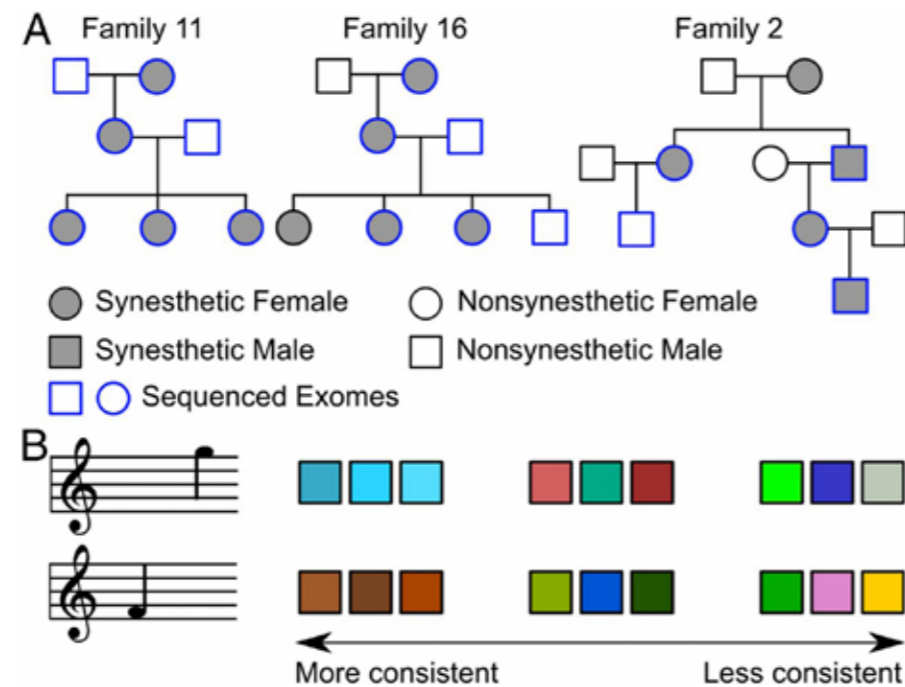 A
Family 11
Family 16
Family 2
Synesthetic Female
Nonsynesthetic Female
Synesthetic Male
Nonsynesthetic Male
Sequenced Exomes
B
More consistent
Less consistent